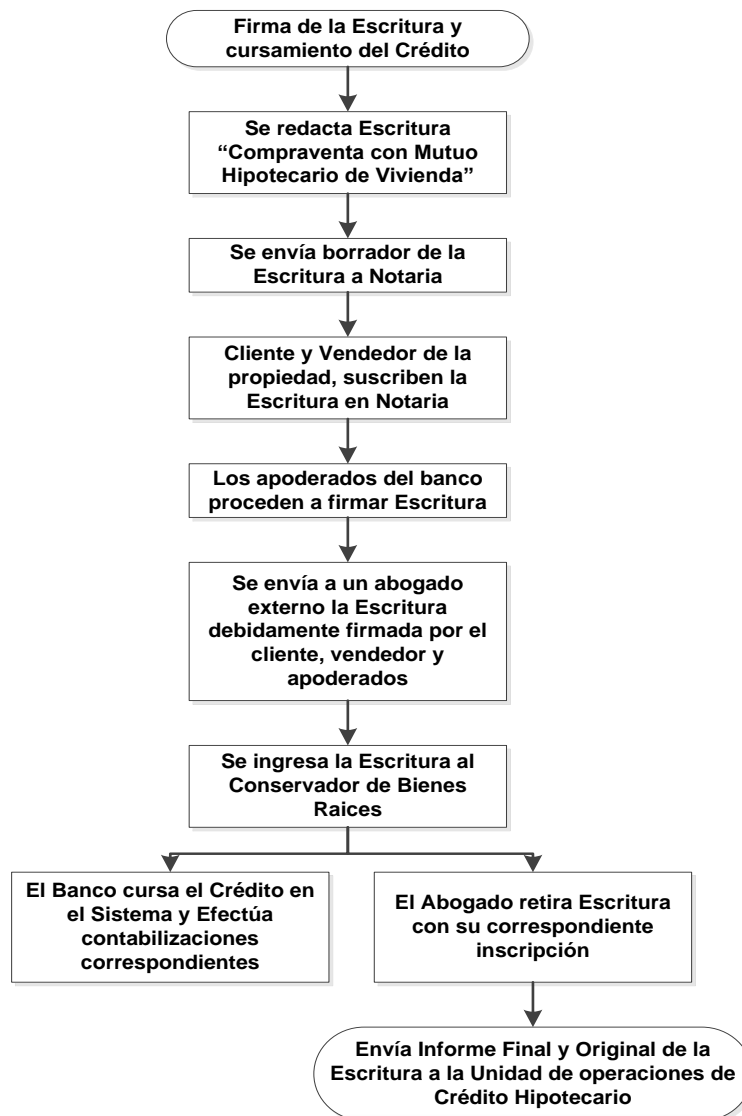 Firma de la Escritura y
cursamiento del Crédito
Se redacta Escritura
“Compraventa con Mutuo
Hipotecario de Vivienda”
Se envía borrador de la
Escritura a Notaria
Cliente y Vendedor de la
propiedad, suscriben la
Escritura en Notaria
Los apoderados del banco
proceden a firmar Escritura
Se envía a un abogado
externo la Escritura
debidamente firmada por el
cliente, vendedor y
apoderados
Se ingresa la Escritura al
Conservador de Bienes
Raices
El Banco cursa el Crédito en
el Sistema y Efectúa
contabilizaciones
correspondientes
El Abogado retira Escritura
con su correspondiente
inscripción
Envía Informe Final y Original de la
Escritura a la Unidad de operaciones de
Crédito Hipotecario